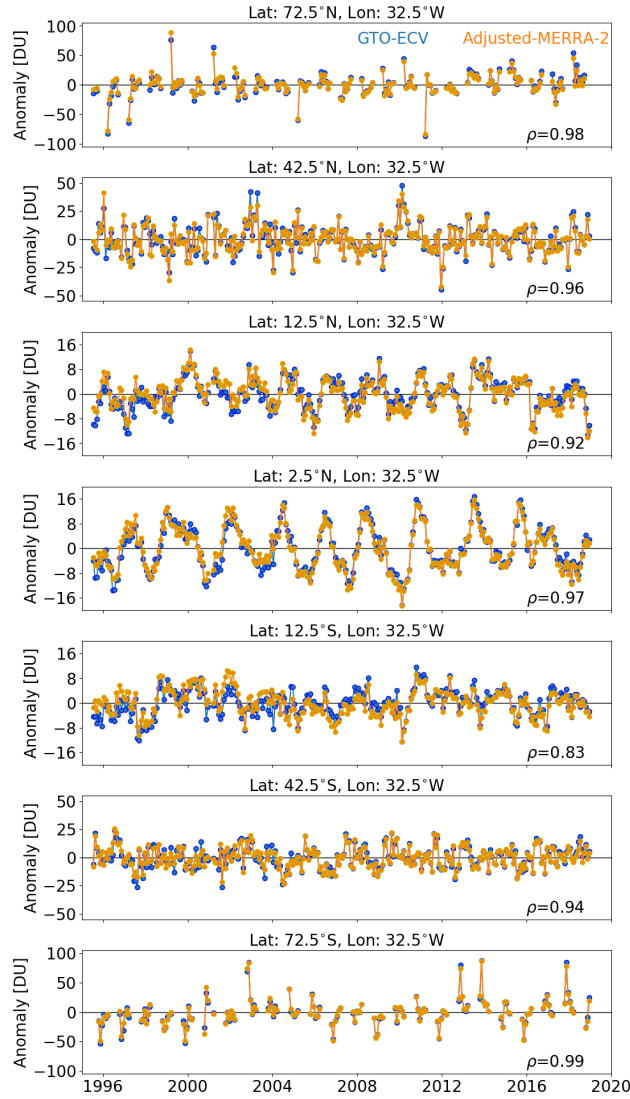 Lat: 72.5°N, Lon: 32.5°W
GTO-ECV Adjusted-MERRA-2
Anomaly [DU]
100
50
0
−50
−100
ρ=0.98
Lat: 42.5°N, Lon: 32.5°W
Anomaly [DU]
50
25
0
−25
−50
ρ=0.96
Lat: 12.5°N, Lon: 32.5°W
Anomaly [DU]
16
8
0
−8
−16
ρ=0.92
Lat: 2.5°N, Lon: 32.5°W
Anomaly [DU]
16
8
0
−8
−16
ρ=0.97
Lat: 12.5°S, Lon: 32.5°W
Anomaly [DU]
16
8
0
−8
−16
ρ=0.83
Lat: 42.5°S, Lon: 32.5°W
Anomaly [DU]
50
25
0
−25
−50
ρ=0.94
Lat: 72.5°S, Lon: 32.5°W
Anomaly [DU]
100
50
0
−50
−100
ρ=0.99
1996 2000 2004 2008 2012 2016 2020